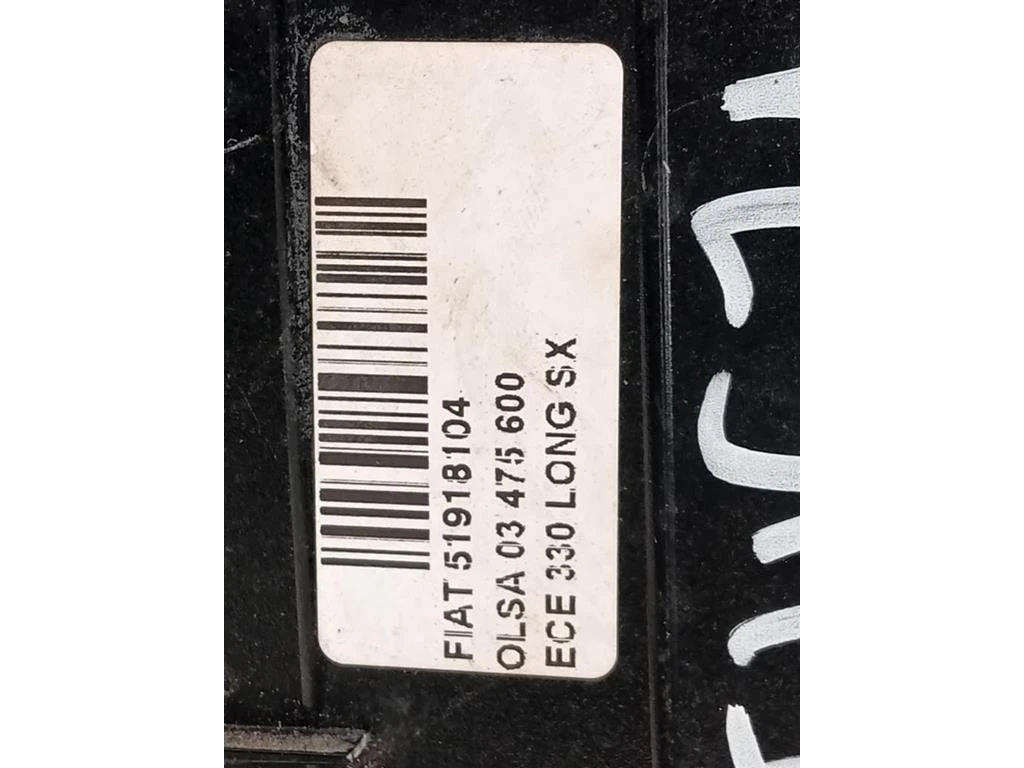 FIAT 51918104
OLSA 03 475 600
ECE 330 LONG SX